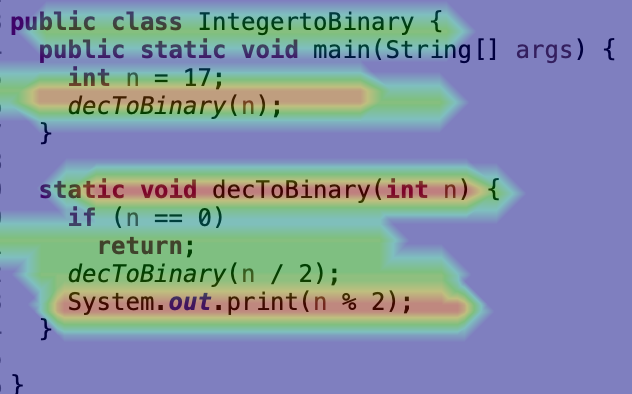 public class IntegertoBinary {
public static void main(String[] args) {
int n = 17;
decToBinary(n);
}
static void decToBinary(int n) {
if (n == 0)
return;
decToBinary(n / 2);
System.out.print(n % 2);
}
}